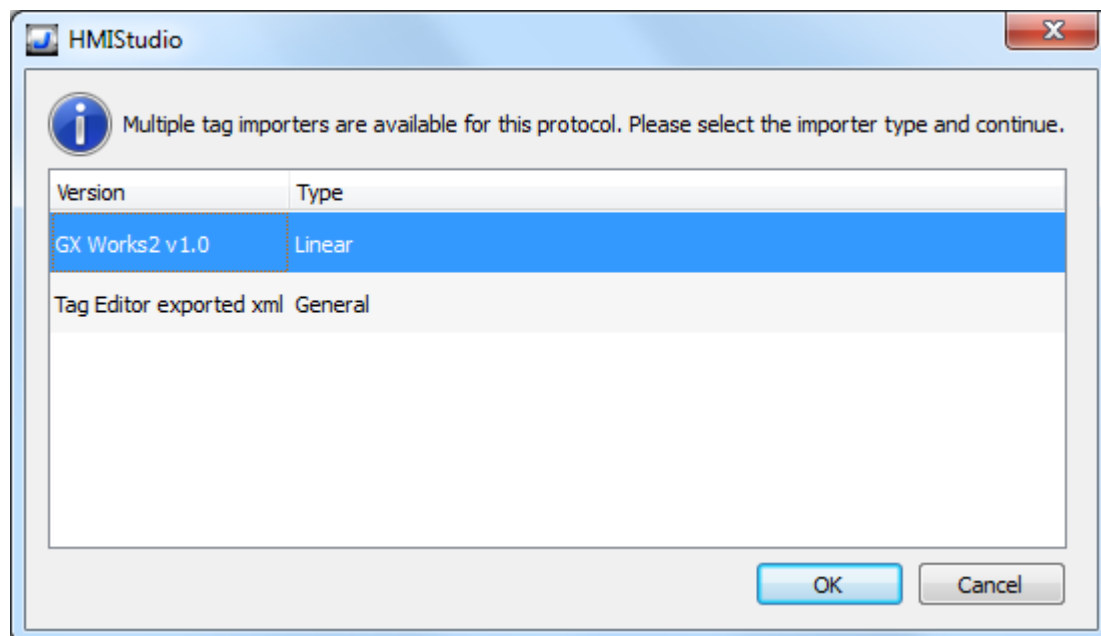 HMIStudio
Multiple tag importers are available for this protocol. Please select the importer type and continue.
Version Type
GX Works2 v1.0 Linear
Tag Editor exported xml General
OK Cancel